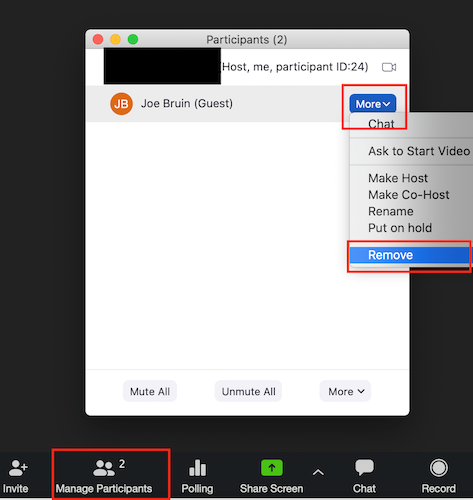 Participants (2)
(Host, me, participant ID:24)
JB Joe Bruin (Guest) More
Chat
Ask to Start Video
Make Host
Make Co-Host
Rename
Put on hold
Remove
Mute All Unmute All More
2
Invite Manage Participants Polling Share Screen Chat Record